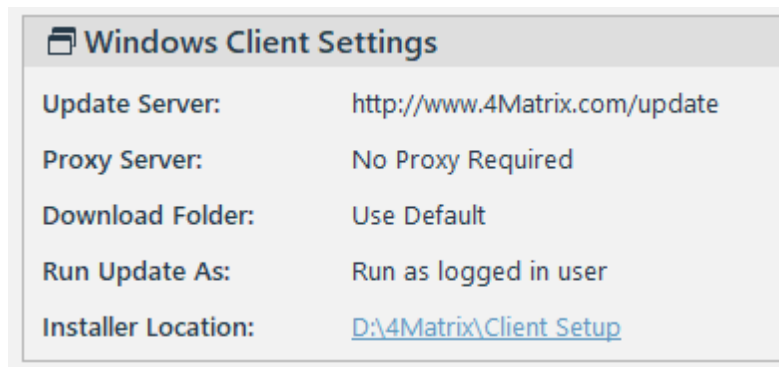 Windows Client Settings
Update Server: http://www.4Matrix.com/update
Proxy Server: No Proxy Required
Download Folder: Use Default
Run Update As: Run as logged in user
Installer Location: D:\4Matrix\Client Setup